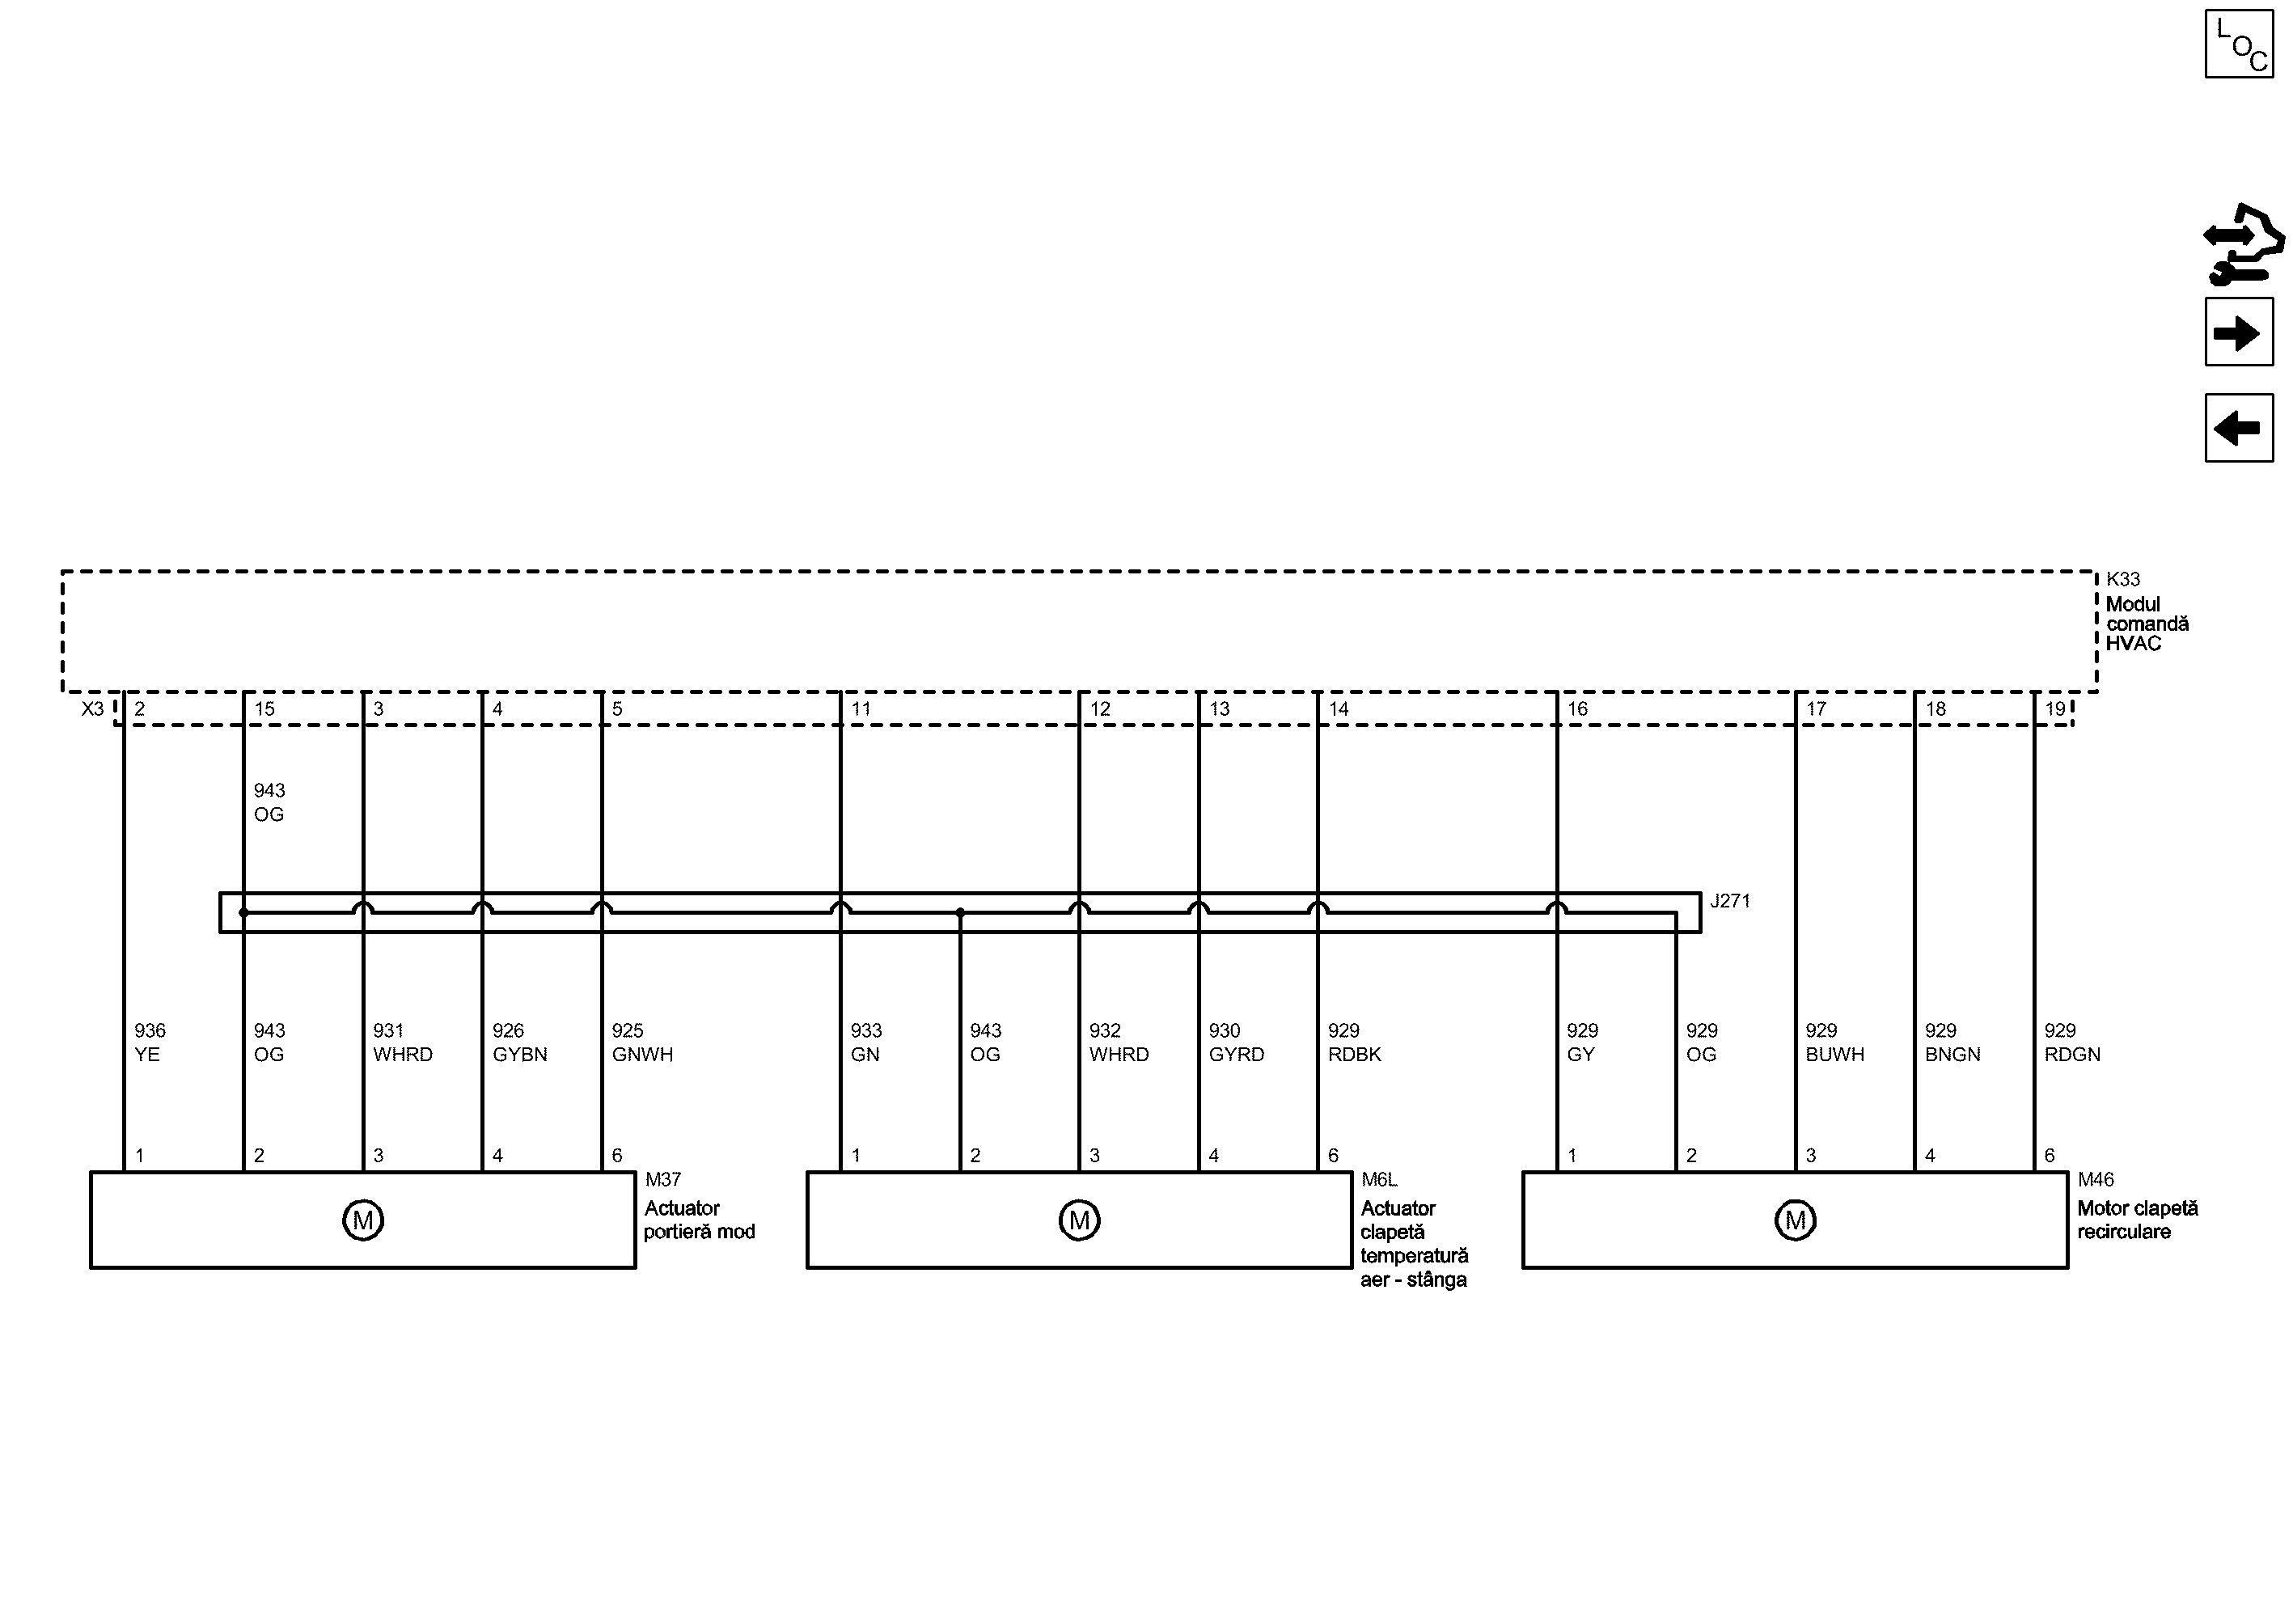 LOC
K33
Modul
comandă
HVAC
X3 2 15 3 4 5 11 12 13 14 16 17 18 19
943
OG
J271
936 943 931 926 925 933 943 932 930 929 929 929 929 929 929
YE OG WHRD GYBN GNWH GN OG WHRD GYRD RDBK GY OG BUWH BNGN RDGN
1 2 3 4 6 1 2 3 4 6 1 2 3 4 6
M
M37
Actuator
portieră mod
M
M6L
Actuator
clapetă
temperatură
aer - stânga
M
M46
Motor clapetă
recirculare